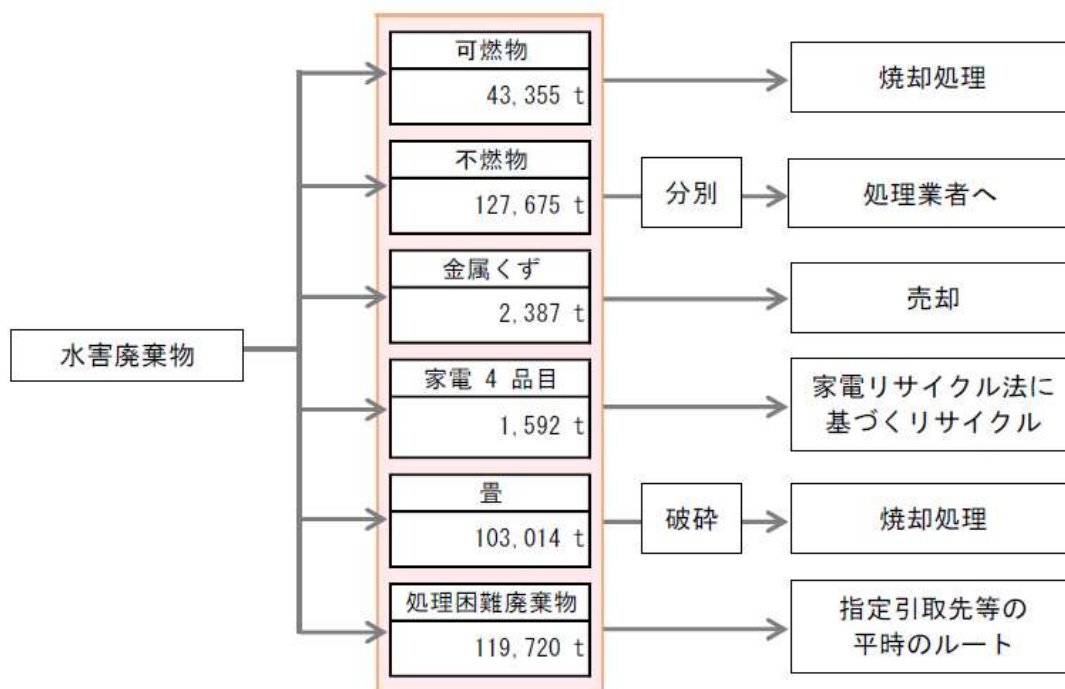 水害廃棄物
可燃物
43,355 t
焼却処理
不燃物
127,675 t
分別
処理業者へ
金属くず
2,387 t
売却
家電 4 品目
1,592 t
家電リサイクル法に
基づくリサイクル
畳
103,014 t
破砕
焼却処理
処理困難廃棄物
119,720 t
指定引取先等の
平時のルート